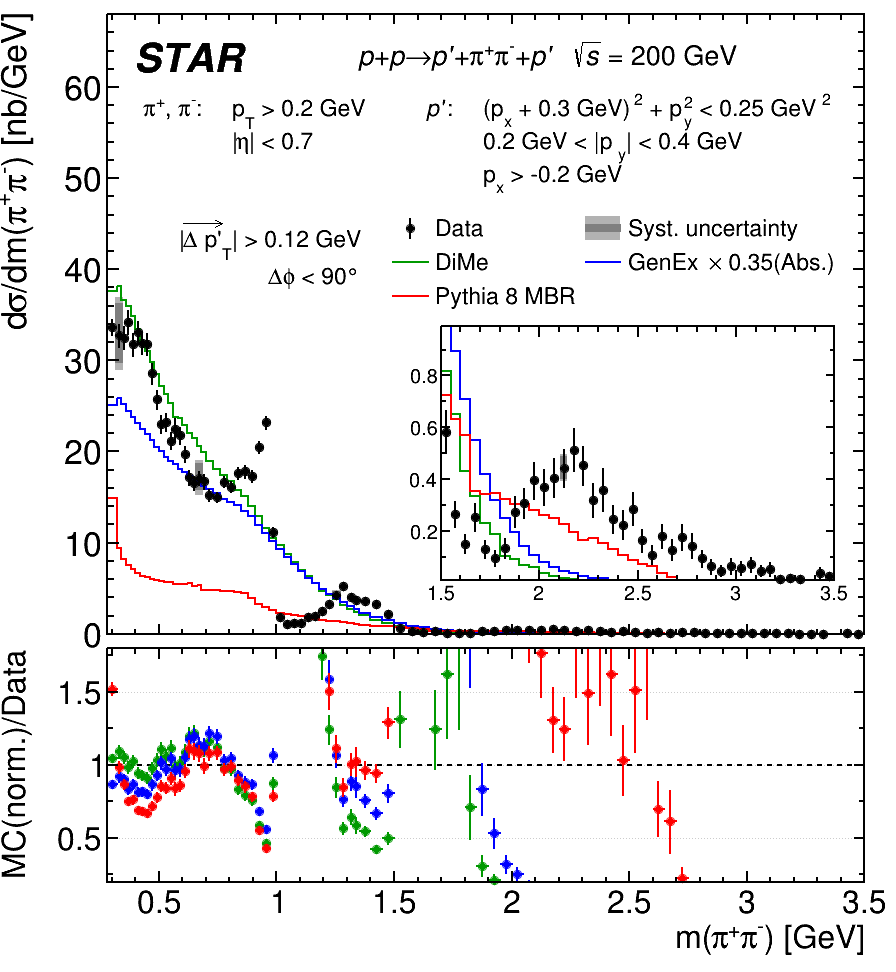 STAR p+p→p′+π⁺π⁻+p′ √s = 200 GeV
π⁺, π⁻: p_T > 0.2 GeV p′: (p_x + 0.3 GeV)² + p_y² < 0.25 GeV²
|η| < 0.7 0.2 GeV < |p_y| < 0.4 GeV
p_x > -0.2 GeV
|Δp′_T| > 0.12 GeV
Δϕ < 90°
Data Syst. uncertainty
DiMe GenEx × 0.35(Abs.)
Pythia 8 MBR
dσ/dm(π⁺π⁻) [nb/GeV]
60
50
40
30
20
10
0
0.8
0.6
0.4
0.2
1.5 2 2.5 3 3.5
MC(norm.)/Data
1.5
1
0.5
0.5 1 1.5 2 2.5 3 3.5
m(π⁺π⁻) [GeV]